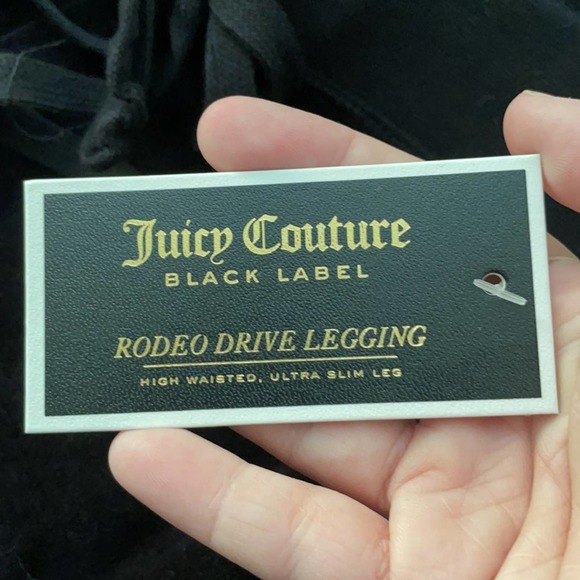 Juicy Couture
BLACK LABEL
RODEO DRIVE LEGGING
HIGH WAISTED, ULTRA SLIM LEG